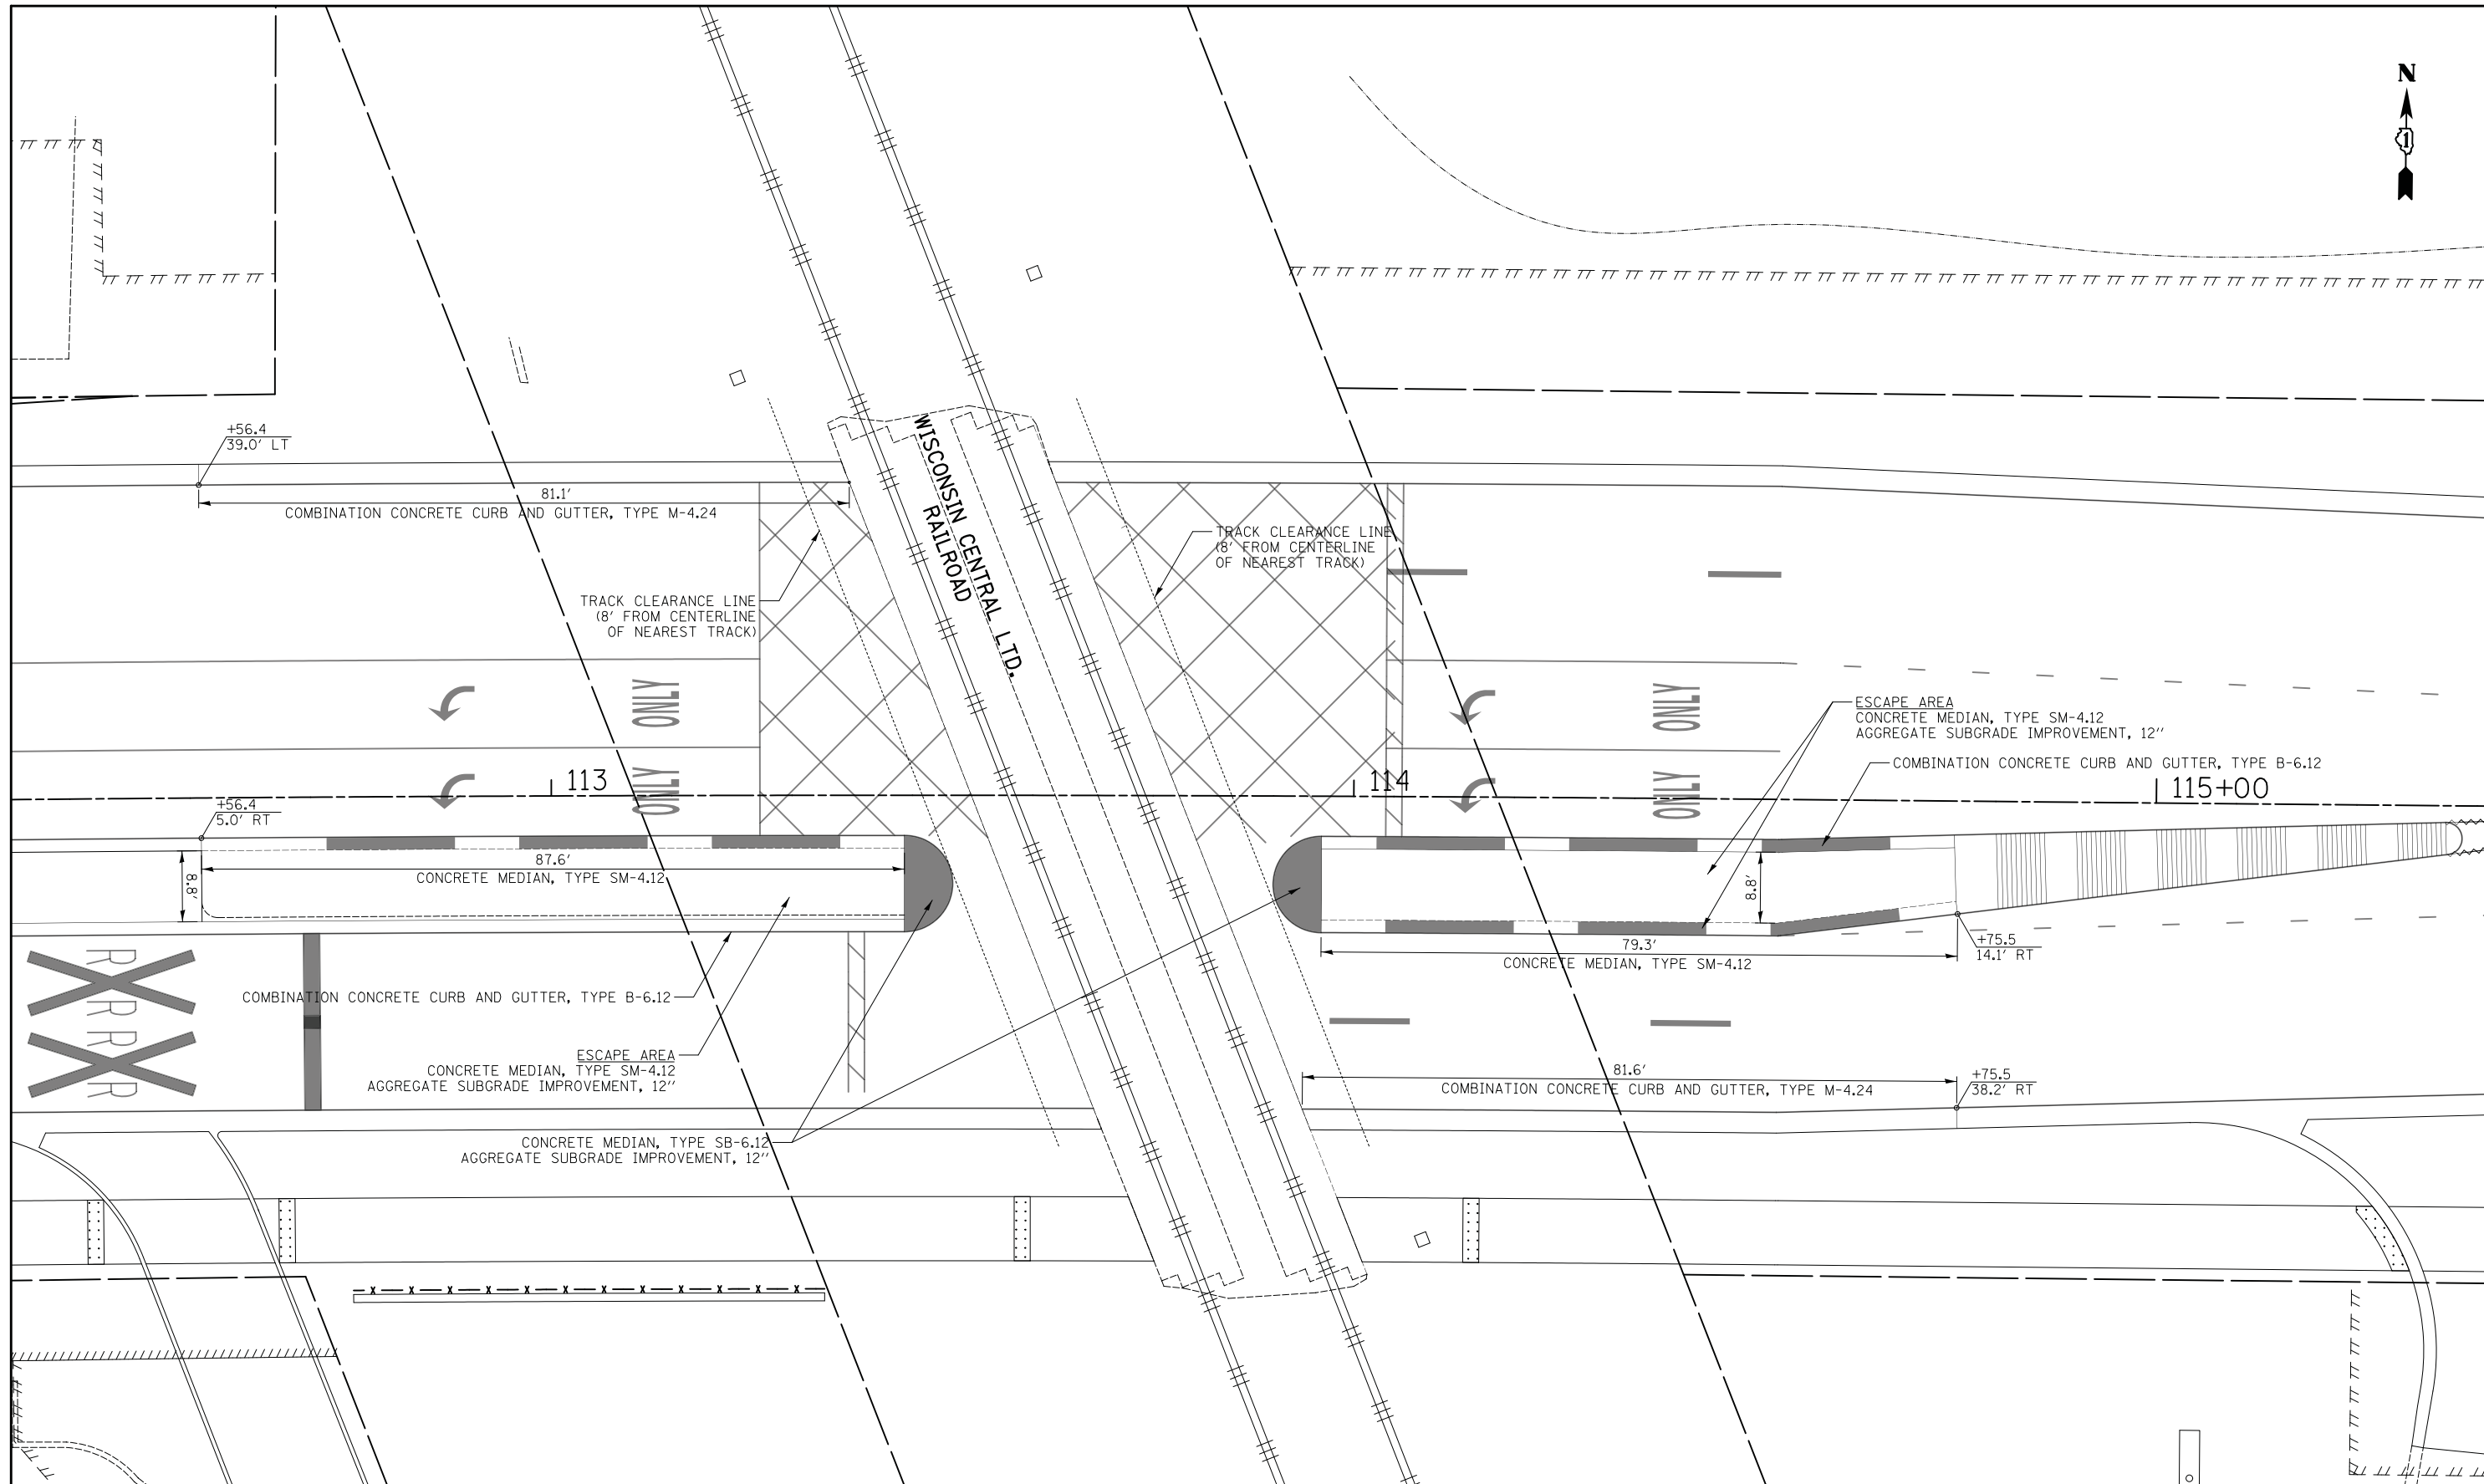 N
1
+56.4
39.0' LT
81.1'
COMBINATION CONCRETE CURB AND GUTTER, TYPE M-4.24
WISCONSIN CENTRAL LTD.
RAILROAD
TRACK CLEARANCE LINE
(8' FROM CENTERLINE
OF NEAREST TRACK)
TRACK CLEARANCE LINE
(8' FROM CENTERLINE
OF NEAREST TRACK)
ONLY
ONLY
ONLY
ONLY
ESCAPE AREA
CONCRETE MEDIAN, TYPE SM-4.12
AGGREGATE SUBGRADE IMPROVEMENT, 12"
COMBINATION CONCRETE CURB AND GUTTER, TYPE B-6.12
113
114
115+00
+56.4
5.0' RT
87.6'
CONCRETE MEDIAN, TYPE SM-4.12
8.8'
8.8'
79.3'
CONCRETE MEDIAN, TYPE SM-4.12
+75.5
14.1' RT
R
R
R
R
COMBINATION CONCRETE CURB AND GUTTER, TYPE B-6.12
ESCAPE AREA
CONCRETE MEDIAN, TYPE SM-4.12
AGGREGATE SUBGRADE IMPROVEMENT, 12"
81.6'
COMBINATION CONCRETE CURB AND GUTTER, TYPE M-4.24
+75.5
38.2' RT
CONCRETE MEDIAN, TYPE SB-6.12
AGGREGATE SUBGRADE IMPROVEMENT, 12"